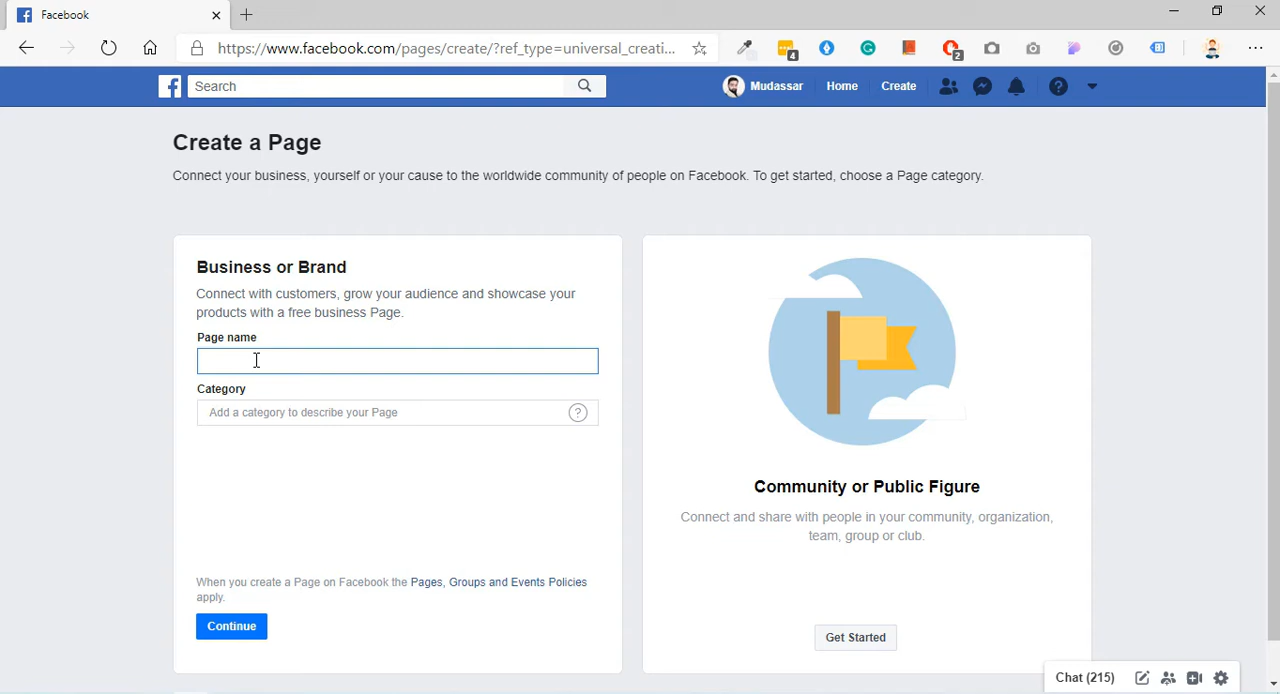 Facebook
https://www.facebook.com/pages/create/?ref_type=universal_creati...
4
2
Search
Mudassar
Home
Create
Create a Page
Connect your business, yourself or your cause to the worldwide community of people on Facebook. To get started, choose a Page category.
Business or Brand
Connect with customers, grow your audience and showcase your
products with a free business Page.
Page name
Category
Add a category to describe your Page
When you create a Page on Facebook the Pages, Groups and Events Policies
apply.
Continue
Community or Public Figure
Connect and share with people in your community, organization,
team, group or club.
Get Started
Chat (215)